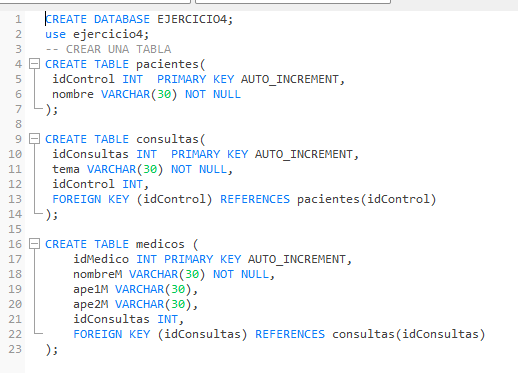 1 CREATE DATABASE EJERCICIO4;
2 use ejercicio4;
3 -- CREAR UNA TABLA
4 CREATE TABLE pacientes(
5 idControl INT  PRIMARY KEY AUTO_INCREMENT,
6 nombre VARCHAR(30) NOT NULL
7 );
8
9 CREATE TABLE consultas(
10 idConsultas INT  PRIMARY KEY AUTO_INCREMENT,
11 tema VARCHAR(30) NOT NULL,
12 idControl INT,
13 FOREIGN KEY (idControl) REFERENCES pacientes(idControl)
14 );
15
16 CREATE TABLE medicos (
17 idMedico INT PRIMARY KEY AUTO_INCREMENT,
18 nombreM VARCHAR(30) NOT NULL,
19 ape1M VARCHAR(30),
20 ape2M VARCHAR(30),
21 idConsultas INT,
22 FOREIGN KEY (idConsultas) REFERENCES consultas(idConsultas)
23 );